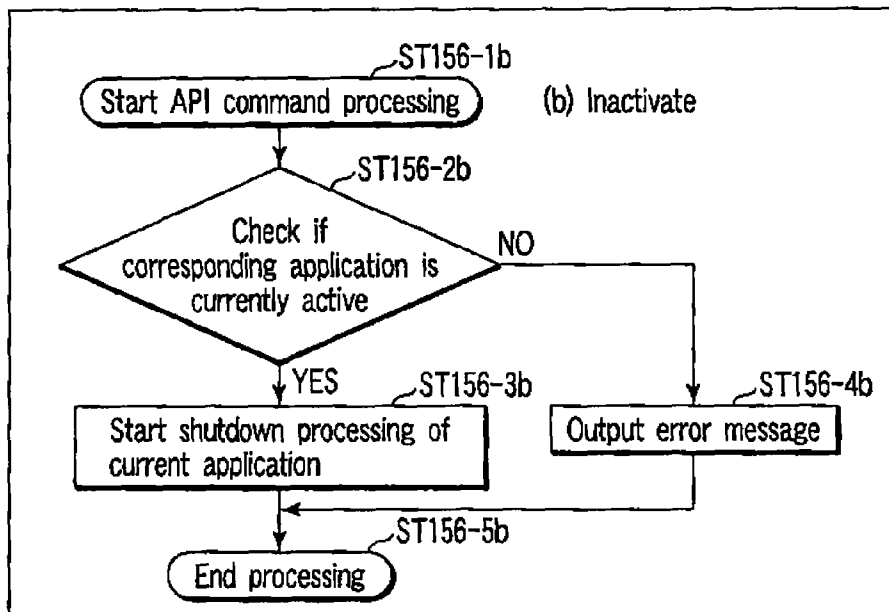 ST156-1b
Start API command processing
(b) Inactivate
ST156-2b
Check if
corresponding application is
currently active
NO
YES
ST156-3b
Start shutdown processing of
current application
ST156-4b
Output error message
ST156-5b
End processing